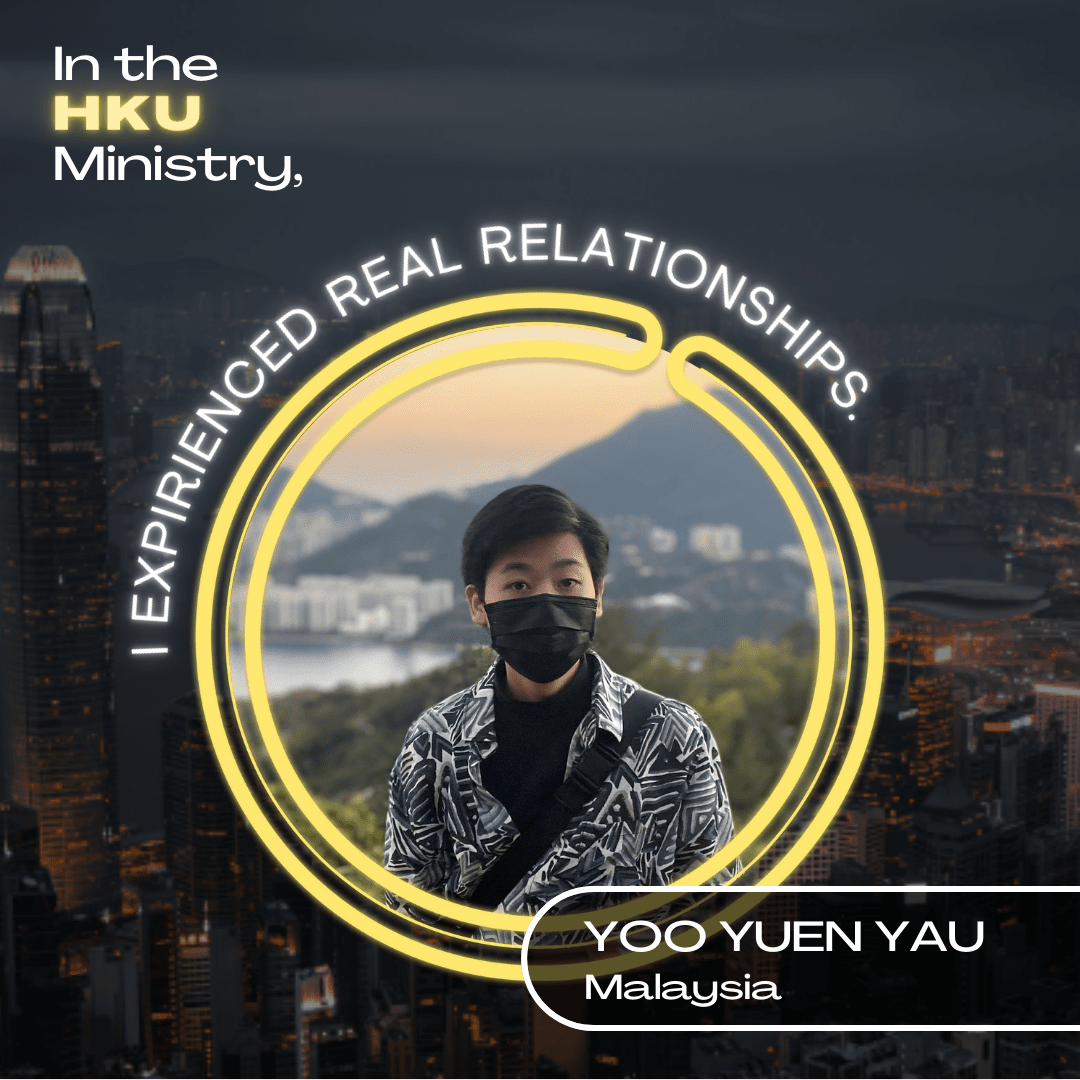 In the
HKU
Ministry,
I EXPIRIENCED REAL RELATIONSHIPS.
YOO YUEN YAU
Malaysia